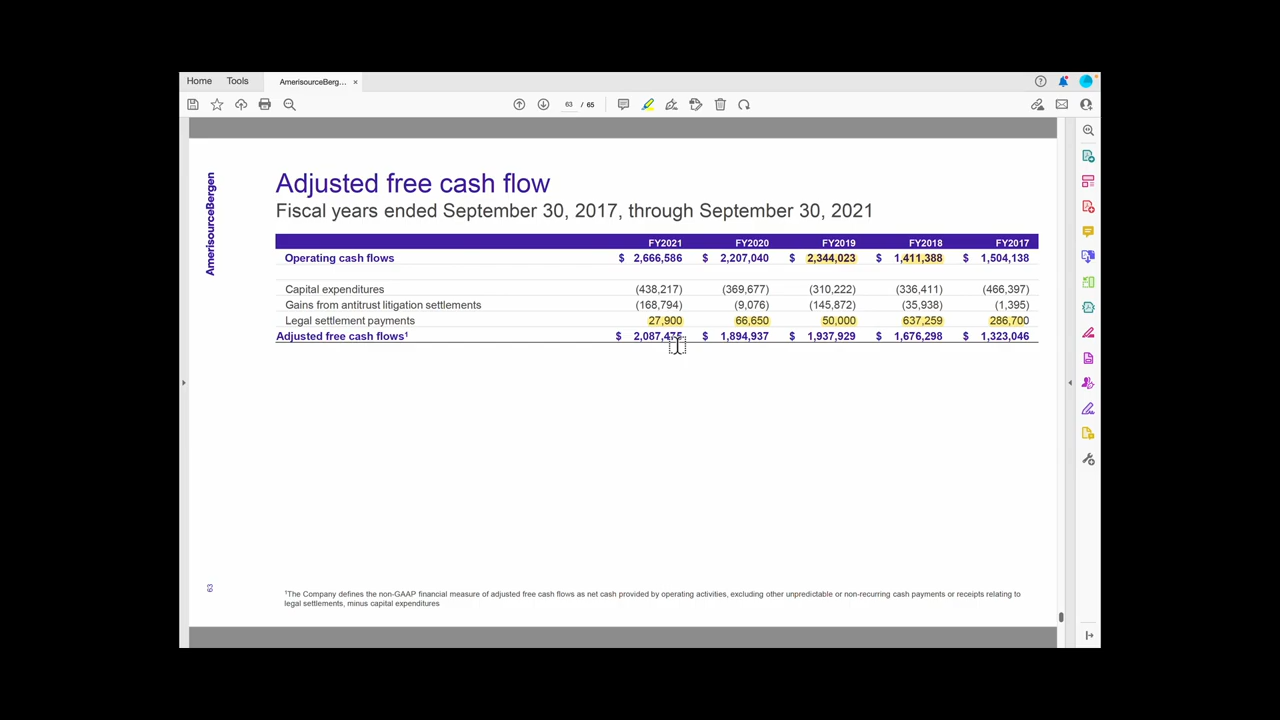 Home Tools AmerisourceBerg... ×
63 / 65
AmerisourceBergen
Adjusted free cash flow
Fiscal years ended September 30, 2017, through September 30, 2021
FY2021 FY2020 FY2019 FY2018 FY2017
Operating cash flows $ 2,666,586 $ 2,207,040 $ 2,344,023 $ 1,411,388 $ 1,504,138
Capital expenditures (438,217) (369,677) (310,222) (336,411) (466,397)
Gains from antitrust litigation settlements (168,794) (9,076) (145,872) (35,938) (1,395)
Legal settlement payments 27,900 66,650 50,000 637,259 286,700
Adjusted free cash flows¹ $ 2,087,475 $ 1,894,937 $ 1,937,929 $ 1,676,298 $ 1,323,046
63
¹The Company defines the non-GAAP financial measure of adjusted free cash flows as net cash provided by operating activities, excluding other unpredictable or non-recurring cash payments or receipts relating to
legal settlements, minus capital expenditures